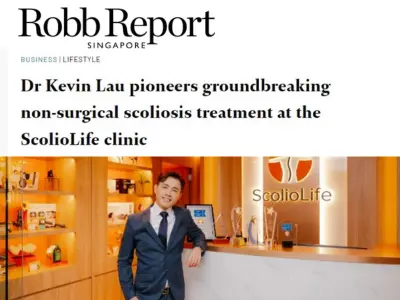 Robb Report
SINGAPORE
BUSINESS | LIFESTYLE
Dr Kevin Lau pioneers groundbreaking
non-surgical scoliosis treatment at the
ScolioLife clinic
ScolioLife